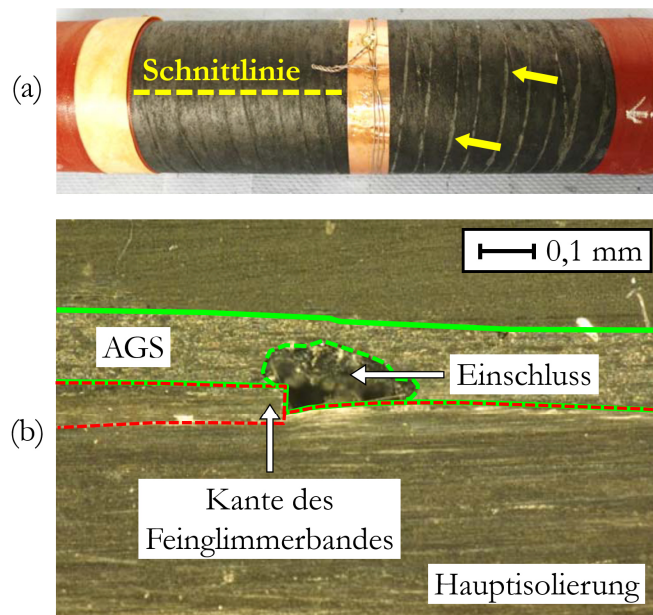 (a)
Schnittlinie
0,1 mm
AGS
Einschluss
(b)
Kante des
Feinglimmerbandes
Hauptisolierung